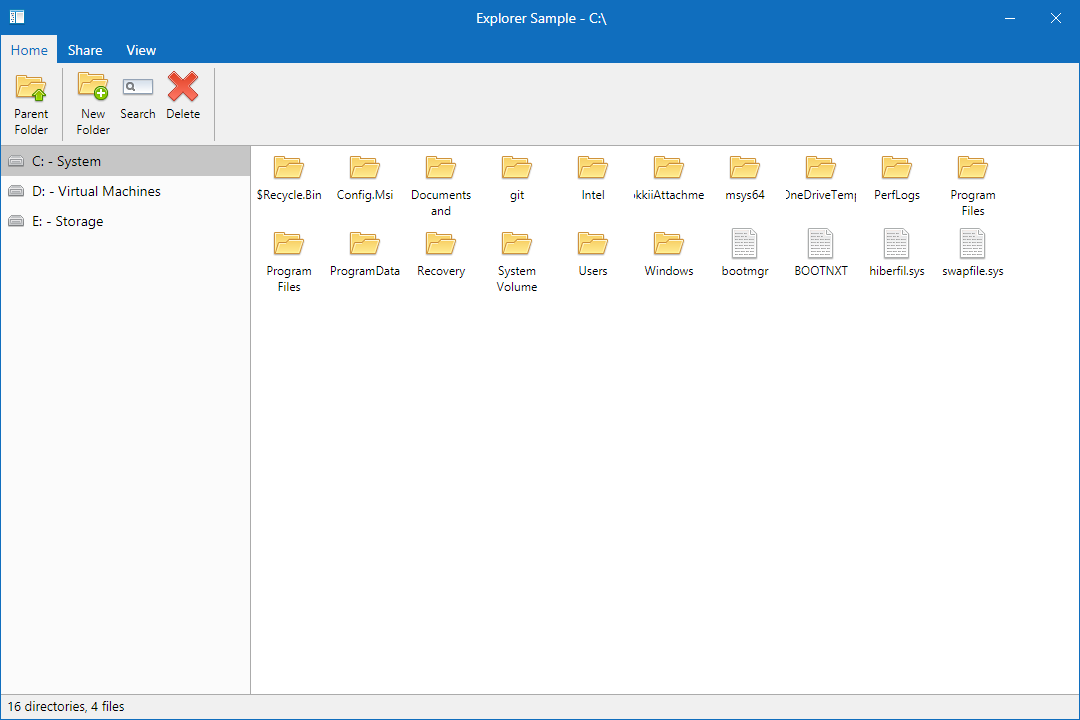 Explorer Sample - C:\
Home Share View
Parent Folder
New Folder
Search
Delete
C: - System
D: - Virtual Machines
E: - Storage
$Recycle.Bin
Config.Msi
Documents and
git
Intel
kkiiAttachme
msys64
OneDriveTemp
PerfLogs
Program Files
Program Files
ProgramData
Recovery
System Volume
Users
Windows
bootmgr
BOOTNXT
hiberfil.sys
swapfile.sys
16 directories, 4 files